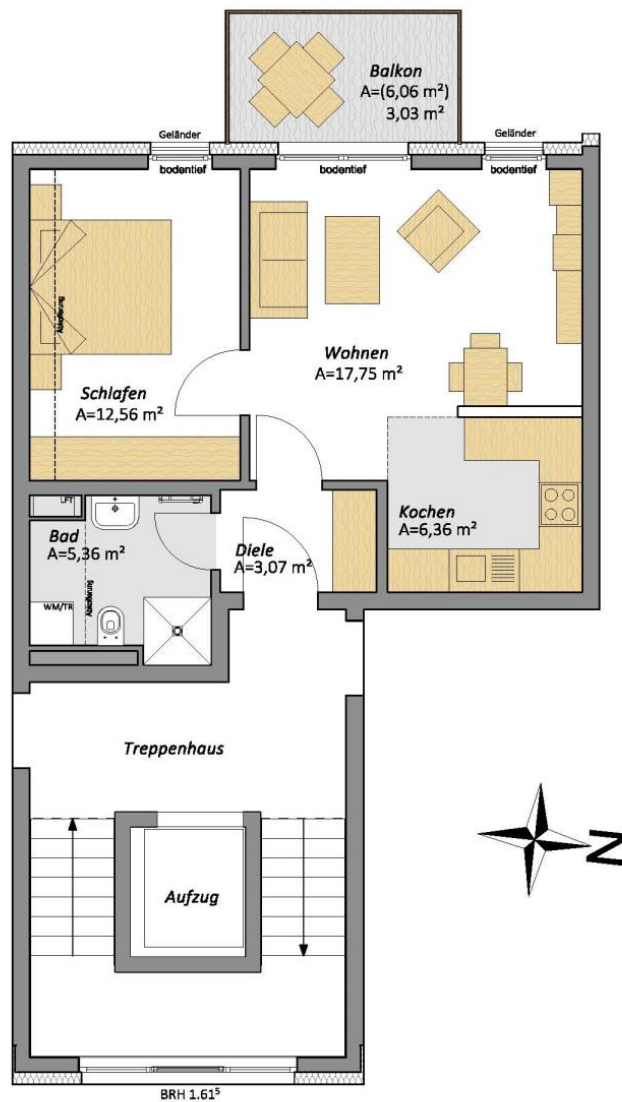 Balkon
A=(6,06 m²)
3,03 m²
Geländer
Geländer
bodentief
bodentief
bodentief
Abkofferung
Wohnen
A=17,75 m²
Schlafen
A=12,56 m²
Kochen
A=6,36 m²
LFT
Bad
A=5,36 m²
Diele
A=3,07 m²
Abkofferung
WM/TR
Treppenhaus
N
Aufzug
BRH 1.61⁵